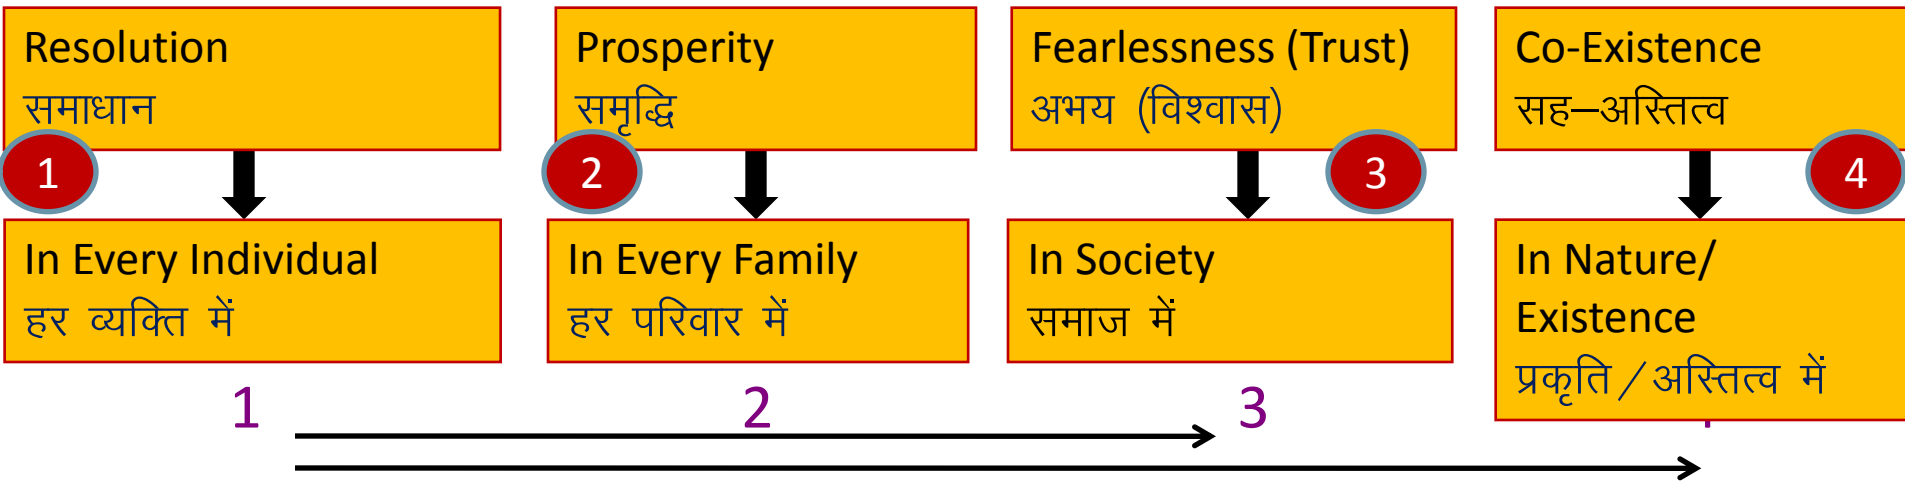 Resolution
समाधान
1
Prosperity
समृद्धि
2
Fearlessness (Trust)
अभय (विश्वास)
3
Co-Existence
सह–अस्तित्व
4
In Every Individual
हर व्यक्ति में
In Every Family
हर परिवार में
In Society
समाज में
In Nature/
Existence
प्रकृति/अस्तित्व में
1
2
3